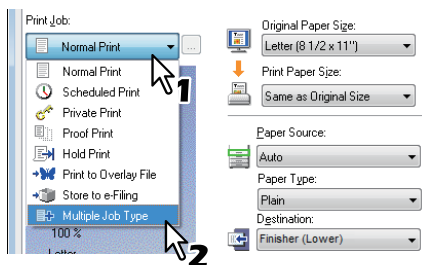 Print Job:
Normal Print
...
Normal Print
Scheduled Print
Private Print
Proof Print
Hold Print
Print to Overlay File
Store to e-Filing
Multiple Job Type
100 %
1
2
Original Paper Size:
Letter (8 1/2 x 11")
Print Paper Size:
Same as Original Size
Paper Source:
Auto
Paper Type:
Plain
Destination:
Finisher (Lower)